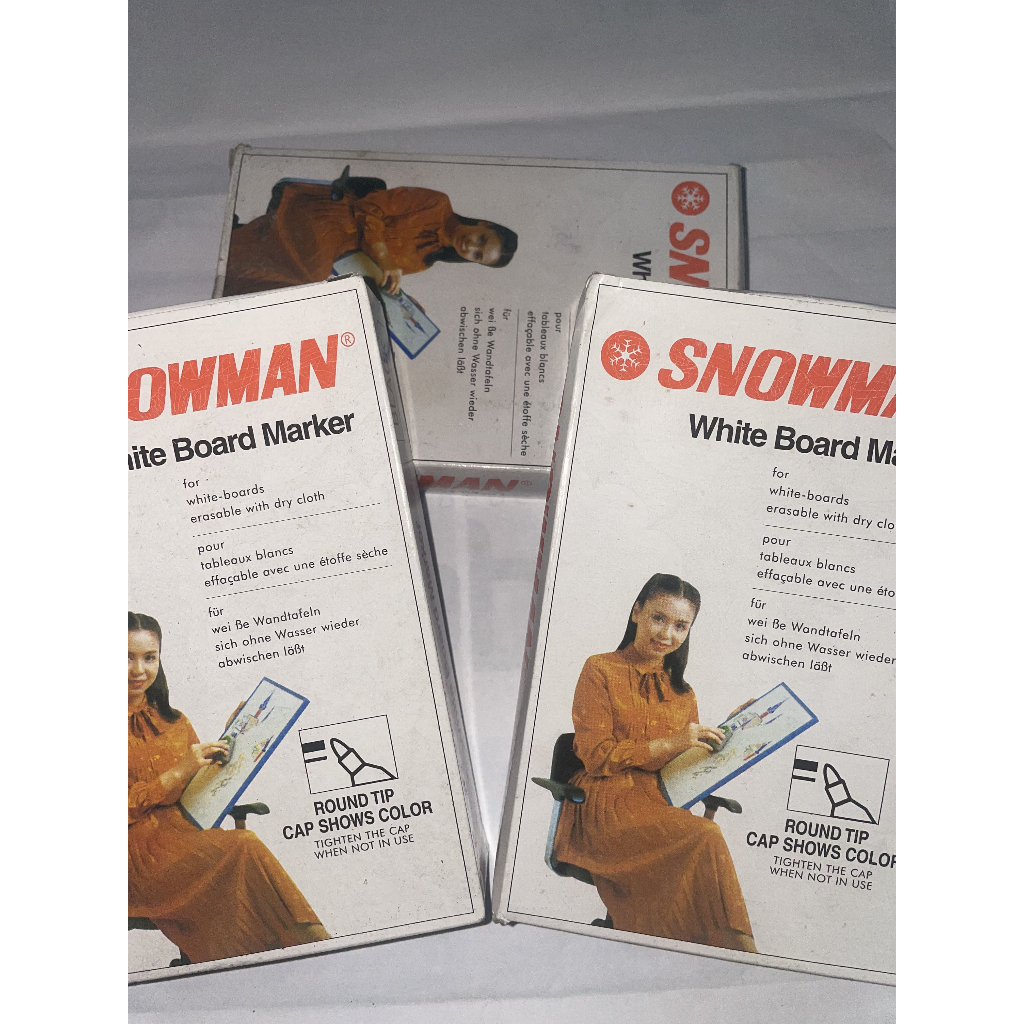 SN
Wh
pour
tableaux blancs
effaçable avec une étoffe sèche
für
wei ße Wandtafeln
sich ohne Wasser wieder
abwischen läßt
MAN
OWMAN®
ite Board Marker
for
white-boards
erasable with dry cloth
pour
tableaux blancs
effaçable avec une étoffe sèche
für
wei ße Wandtafeln
sich ohne Wasser wieder
abwischen läßt
ROUND TIP
CAP SHOWS COLOR
TIGHTEN THE CAP
WHEN NOT IN USE
4
SNOWMA
White Board Ma
for
white-boards
erasable with dry clo
pour
tableaux blancs
effaçable avec une éto
für
wei ße Wandtafeln
sich ohne Wasser wieder
abwischen läßt
ROUND TIP
CAP SHOWS COLOR
TIGHTEN THE CAP
WHEN NOT IN USE